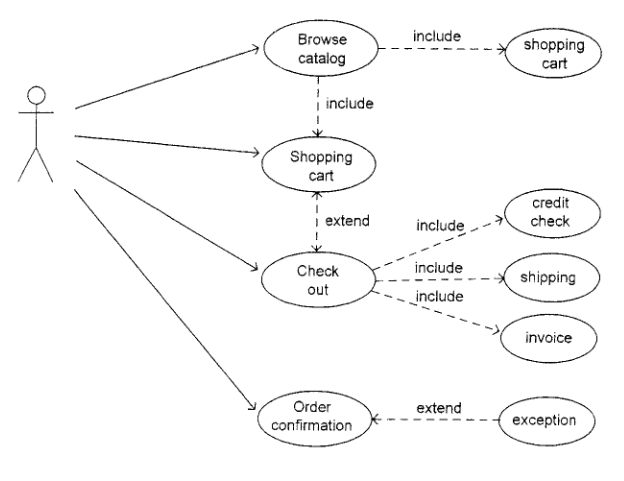 Browse
catalog
include
shopping
cart
include
Shopping
cart
extend
credit
check
include
Check
out
include
shipping
include
invoice
Order
confirmation
extend
exception